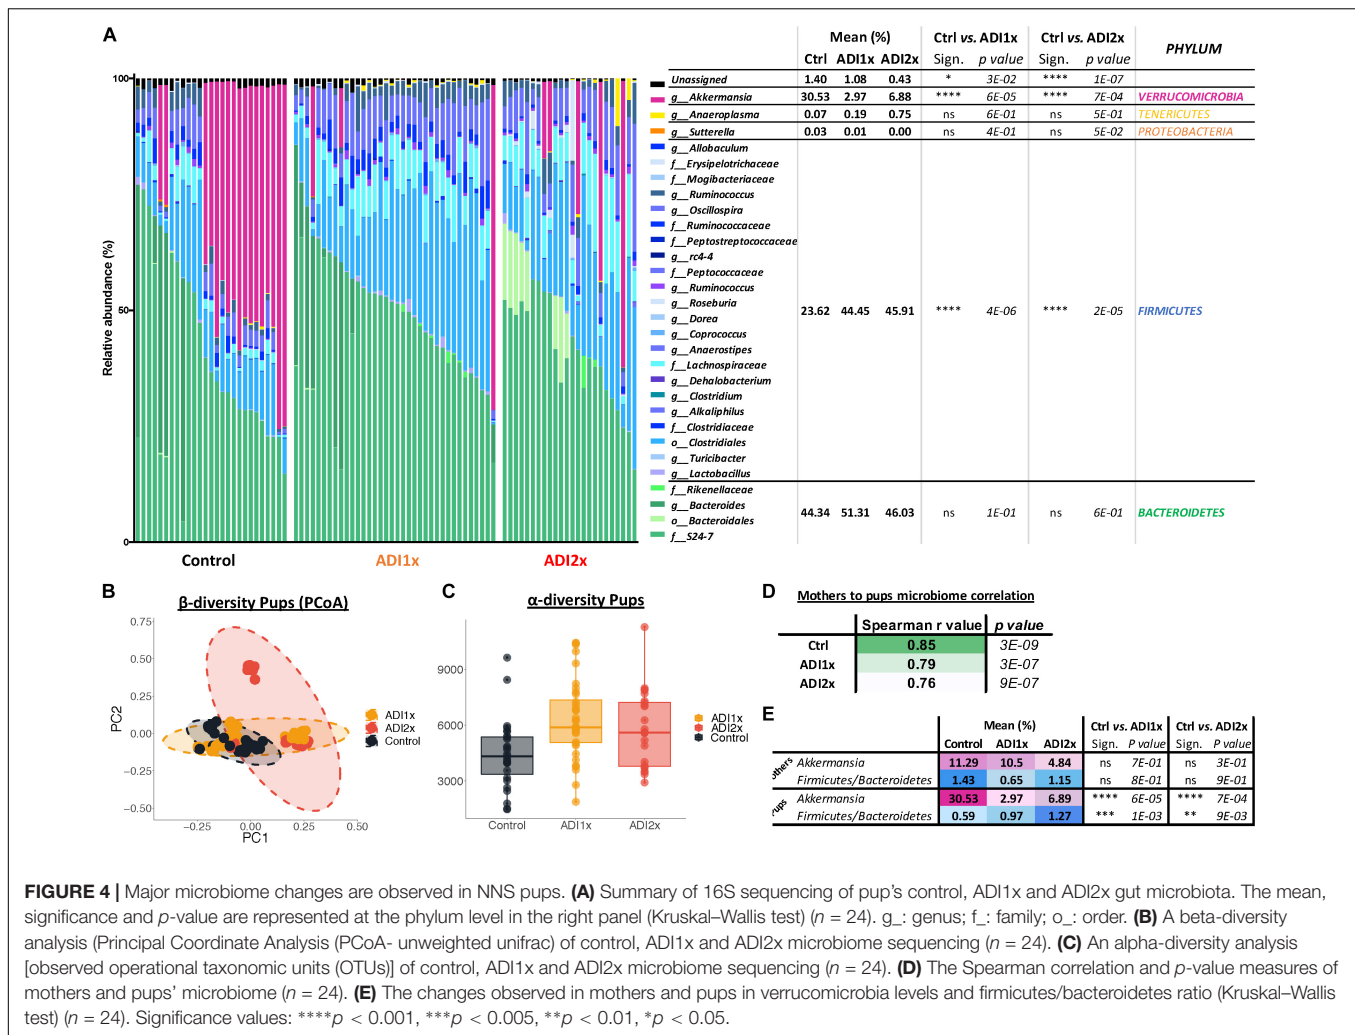 A
Mean (%) Ctrl vs. ADI1x Ctrl vs. ADI2x PHYLUM
Ctrl ADI1x ADI2x Sign. p value Sign. p value
Unassigned 1.40 1.08 0.43 * 3E-02 **** 1E-07
g__Akkermansia 30.53 2.97 6.88 **** 6E-05 **** 7E-04 VERRUCOMICROBIA
g__Anaeroplasma 0.07 0.19 0.75 ns 6E-01 ns 5E-01 TENERICUTES
g__Sutterella 0.03 0.01 0.00 ns 4E-01 ns 5E-02 PROTEOBACTERIA
g__Allobaculum
f__Erysipelotrichaceae
f__Mogibacteriaceae
g__Ruminococcus
g__Oscillospira
f__Ruminococcaceae
f__Peptostreptococcaceae
g__rc4-4
f__Peptococcaceae
g__Ruminococcus
g__Roseburia 23.62 44.45 45.91 **** 4E-06 **** 2E-05 FIRMICUTES
g__Dorea
g__Coprococcus
g__Anaerostipes
f__Lachnospiraceae
g__Dehalobacterium
g__Clostridium
g__Alkaliphilus
f__Clostridiaceae
o__Clostridiales
g__Turicibacter
g__Lactobacillus
f__Rikenellaceae
g__Bacteroides 44.34 51.31 46.03 ns 1E-01 ns 6E-01 BACTEROIDETES
o__Bacteroidales
f__S24-7
Relative abundance (%)
100
50
0
Control ADI1x ADI2x
B
β-diversity Pups (PCoA)
PC2
0.75
0.50
0.25
0.00
−0.25
−0.50
−0.25 0.00 0.25 0.50
PC1
ADI1x
ADI2x
Control
C
α-diversity Pups
9000
6000
3000
Control ADI1x ADI2x
ADI1x
ADI2x
Control
D
Mothers to pups microbiome correlation
Spearman r value p value
Ctrl 0.85 3E-09
ADI1x 0.79 3E-07
ADI2x 0.76 9E-07
E
Mean (%) Ctrl vs. ADI1x Ctrl vs. ADI2x
Control ADI1x ADI2x Sign. P value Sign. P value
Akkermansia 11.29 10.5 4.84 ns 7E-01 ns 3E-01
Firmicutes/Bacteroidetes 1.43 0.65 1.15 ns 8E-01 ns 9E-01
Akkermansia 30.53 2.97 6.89 **** 6E-05 **** 7E-04
Firmicutes/Bacteroidetes 0.59 0.97 1.27 *** 1E-03 ** 9E-03
FIGURE 4 | Major microbiome changes are observed in NNS pups. (A) Summary of 16S sequencing of pup's control, ADI1x and ADI2x gut microbiota. The mean,
significance and p-value are represented at the phylum level in the right panel (Kruskal–Wallis test) (n = 24). g_: genus; f_: family; o_: order. (B) A beta-diversity
analysis (Principal Coordinate Analysis (PCoA- unweighted unifrac) of control, ADI1x and ADI2x microbiome sequencing (n = 24). (C) An alpha-diversity analysis
[observed operational taxonomic units (OTUs)] of control, ADI1x and ADI2x microbiome sequencing (n = 24). (D) The Spearman correlation and p-value measures of
mothers and pups' microbiome (n = 24). (E) The changes observed in mothers and pups in verrucomicrobia levels and firmicutes/bacteroidetes ratio (Kruskal–Wallis
test) (n = 24). Significance values: ****p < 0.001, ***p < 0.005, **p < 0.01, *p < 0.05.